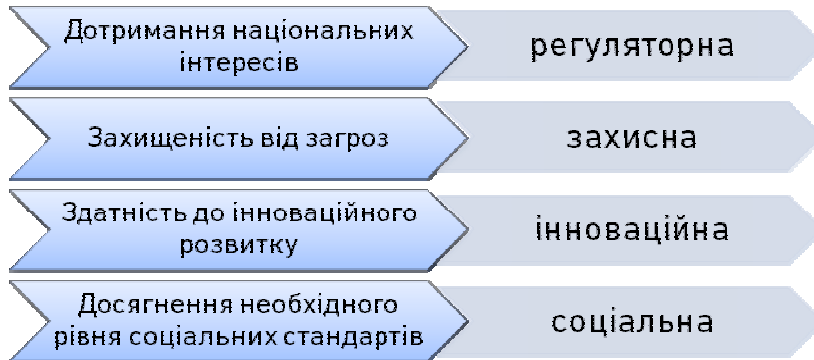 Дотримання національних
інтересів
регуляторна
Захищеність від загроз
захисна
Здатність до інноваційного
розвитку
інноваційна
Досягнення необхідного
рівня соціальних стандартів
соціальна